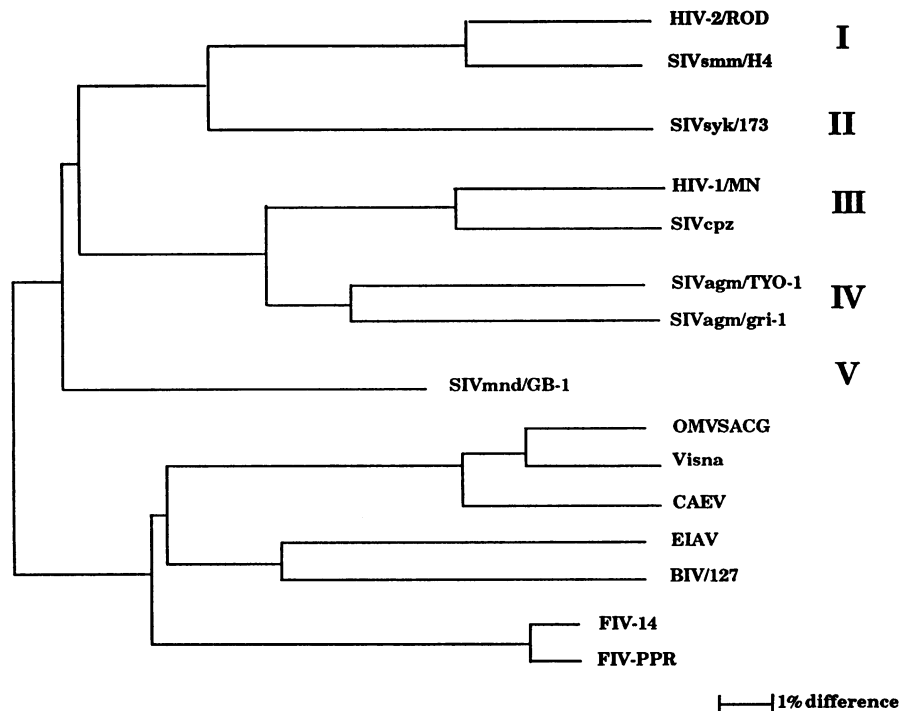 HIV-2/ROD
I
SIVsmm/H4
SIVsyk/173
II
HIV-1/MN
III
SIVcpz
SIVagm/TYO-1
IV
SIVagm/gri-1
V
SIVmnd/GB-1
OMVSACG
Visna
CAEV
EIAV
BIV/127
FIV-14
FIV-PPR
1% difference